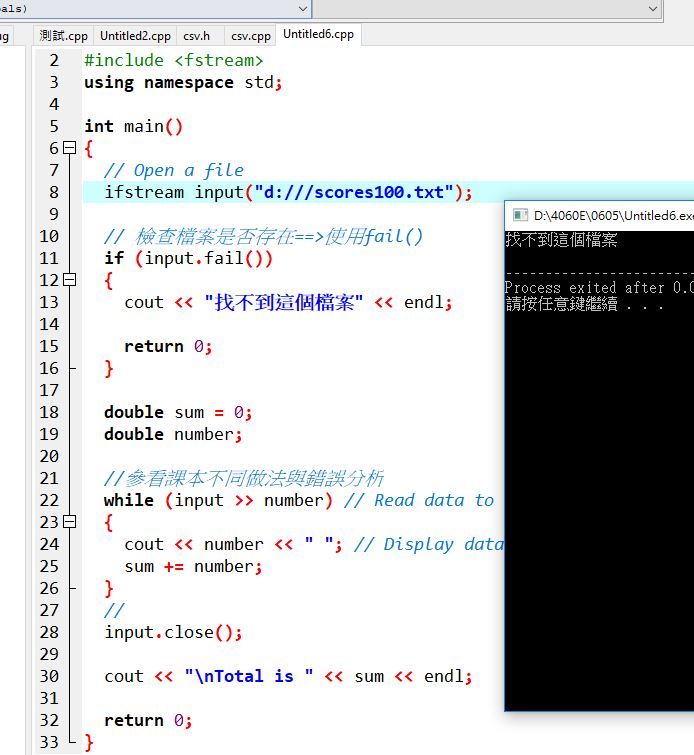 als)
ug
測試.cpp Untitled2.cpp csv.h csv.cpp Untitled6.cpp
2 #include <fstream>
3 using namespace std;
4
5 int main()
6 {
7 // Open a file
8 ifstream input("d:///scores100.txt");
9
10 // 檢查檔案是否存在==>使用fail()
11 if (input.fail())
12 {
13 cout << "找不到這個檔案" << endl;
14
15 return 0;
16 }
17
18 double sum = 0;
19 double number;
20
21 //參看課本不同做法與錯誤分析
22 while (input >> number) // Read data to
23 {
24 cout << number << " "; // Display data
25 sum += number;
26 }
27 //
28 input.close();
29
30 cout << "\nTotal is " << sum << endl;
31
32 return 0;
33 }
D:\4060E\0605\Untitled6.exe
找不到這個檔案
--------------------------------
Process exited after 0.0
請按任意鍵繼續 . . .